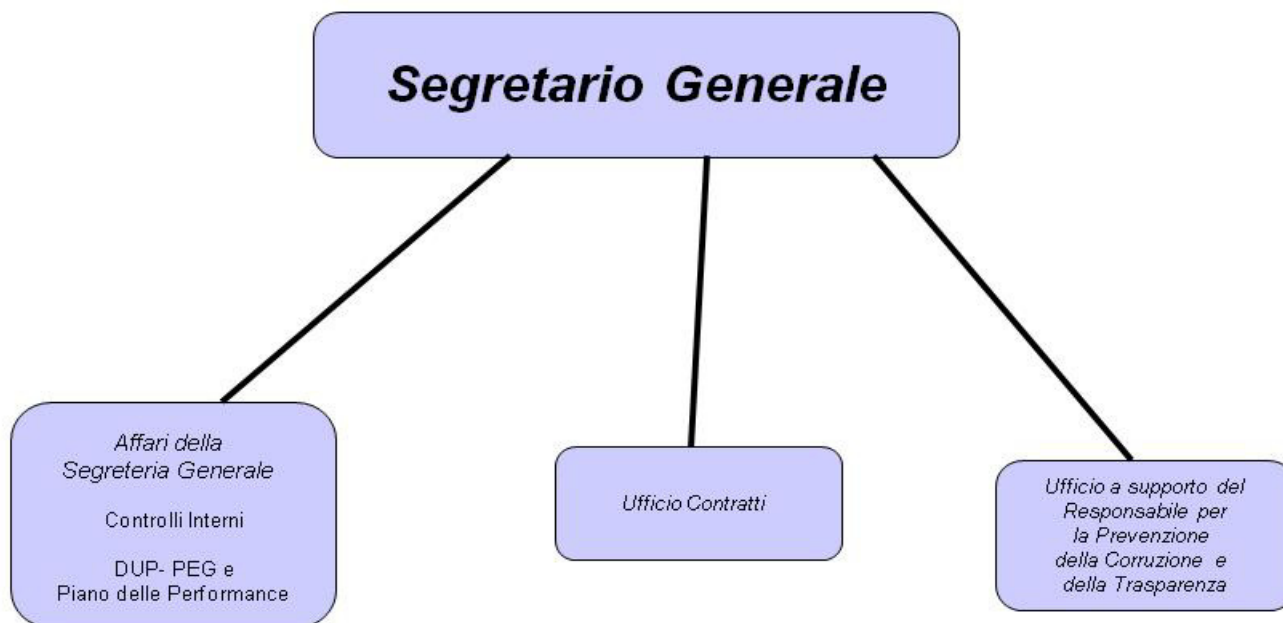 Segretario Generale
Affari della
Segreteria Generale
Controlli Interni
DUP- PEG e
Piano delle Performance
Ufficio Contratti
Ufficio a supporto del
Responsabile per
la Prevenzione
della Corruzione e
della Trasparenza